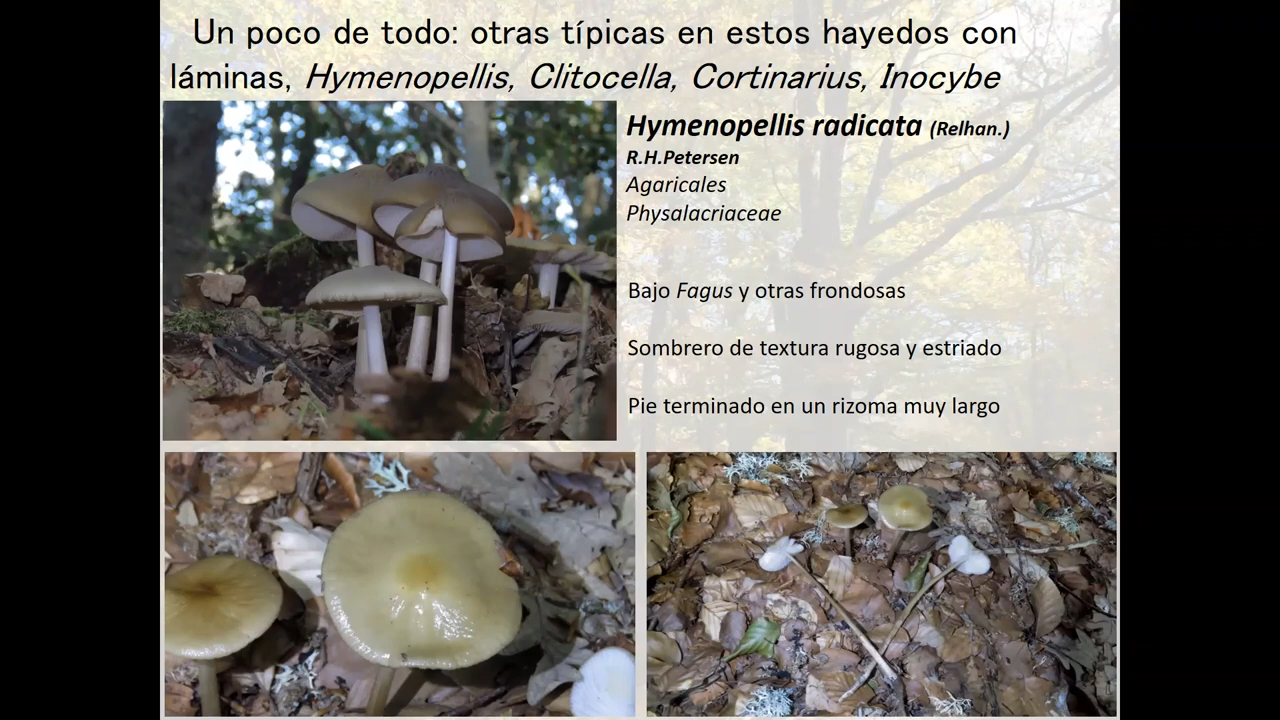 Un poco de todo: otras típicas en estos hayedos con
láminas, Hymenopellis, Clitocella, Cortinarius, Inocybe
Hymenopellis radicata (Relhan.)
R.H.Petersen
Agaricales
Physalacriaceae
Bajo Fagus y otras frondosas
Sombrero de textura rugosa y estriado
Pie terminado en un rizoma muy largo